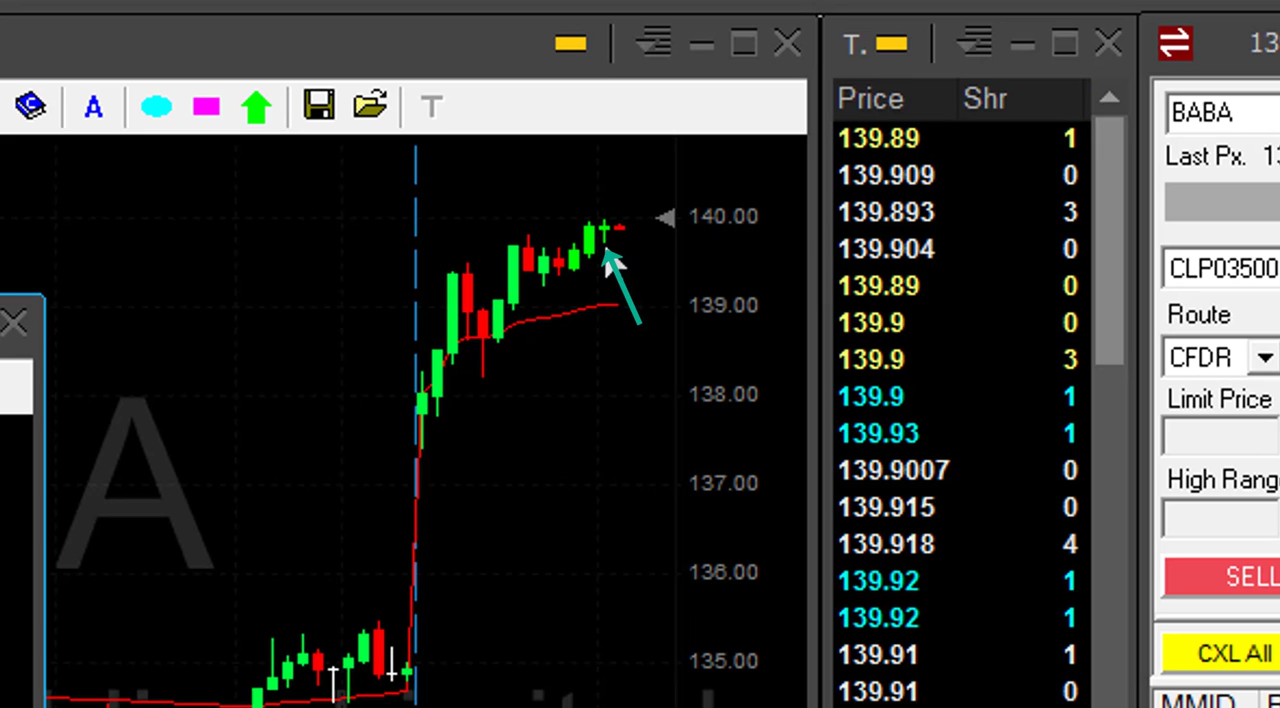 T.
13
A
T
Price Shr
BABA
139.89 1
Last Px. 13
139.909 0
139.893 3
140.00
139.904 0
CLP03500
139.89 0
139.00
Route
139.9 0
139.9 3
CFDR
138.00
139.9 1
Limit Price
139.93 1
A
139.9007 0
137.00
High Rang
139.915 0
139.918 4
136.00
139.92 1
SELL
139.92 1
135.00
139.91 1
CXL All
139.91 0
MMID